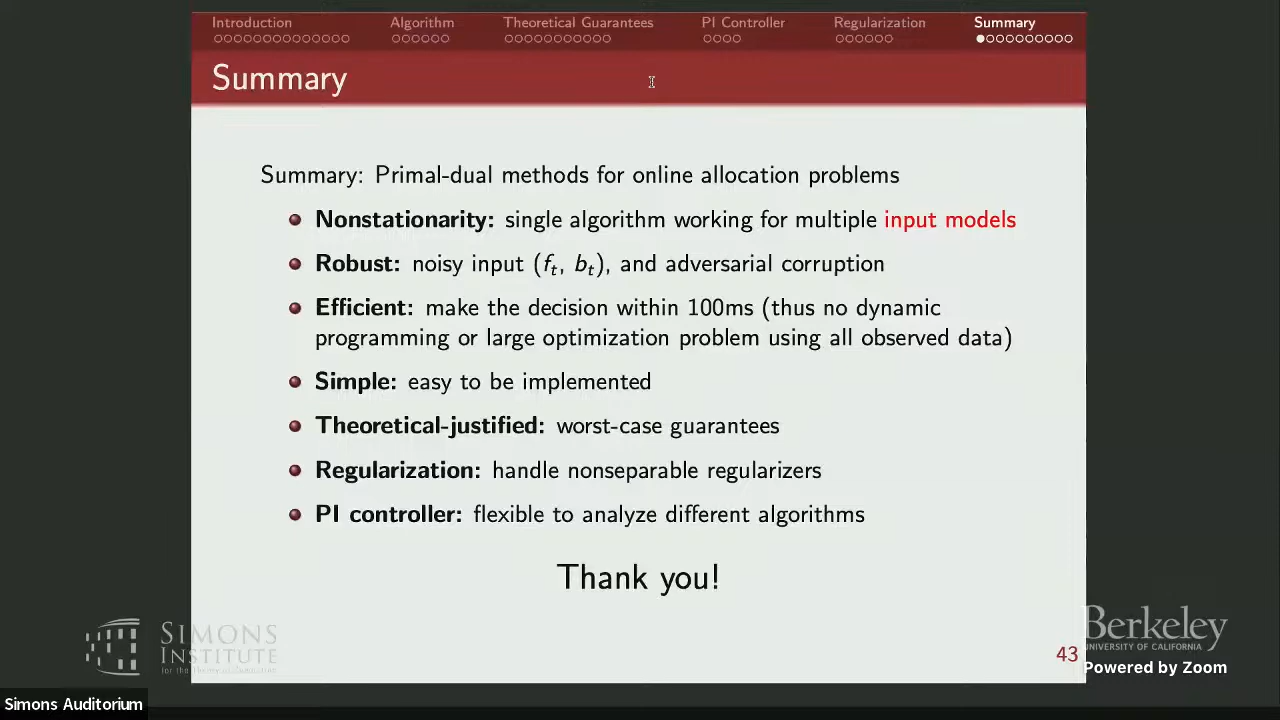 Introduction Algorithm Theoretical Guarantees PI Controller Regularization Summary
Summary
Summary: Primal-dual methods for online allocation problems
Nonstationarity: single algorithm working for multiple input models
Robust: noisy input (f_t, b_t), and adversarial corruption
Efficient: make the decision within 100ms (thus no dynamic
programming or large optimization problem using all observed data)
Simple: easy to be implemented
Theoretical-justified: worst-case guarantees
Regularization: handle nonseparable regularizers
PI controller: flexible to analyze different algorithms
Thank you!
SIMONS
INSTITUTE
Berkeley
UNIVERSITY OF CALIFORNIA
43
Powered by Zoom
Simons Auditorium